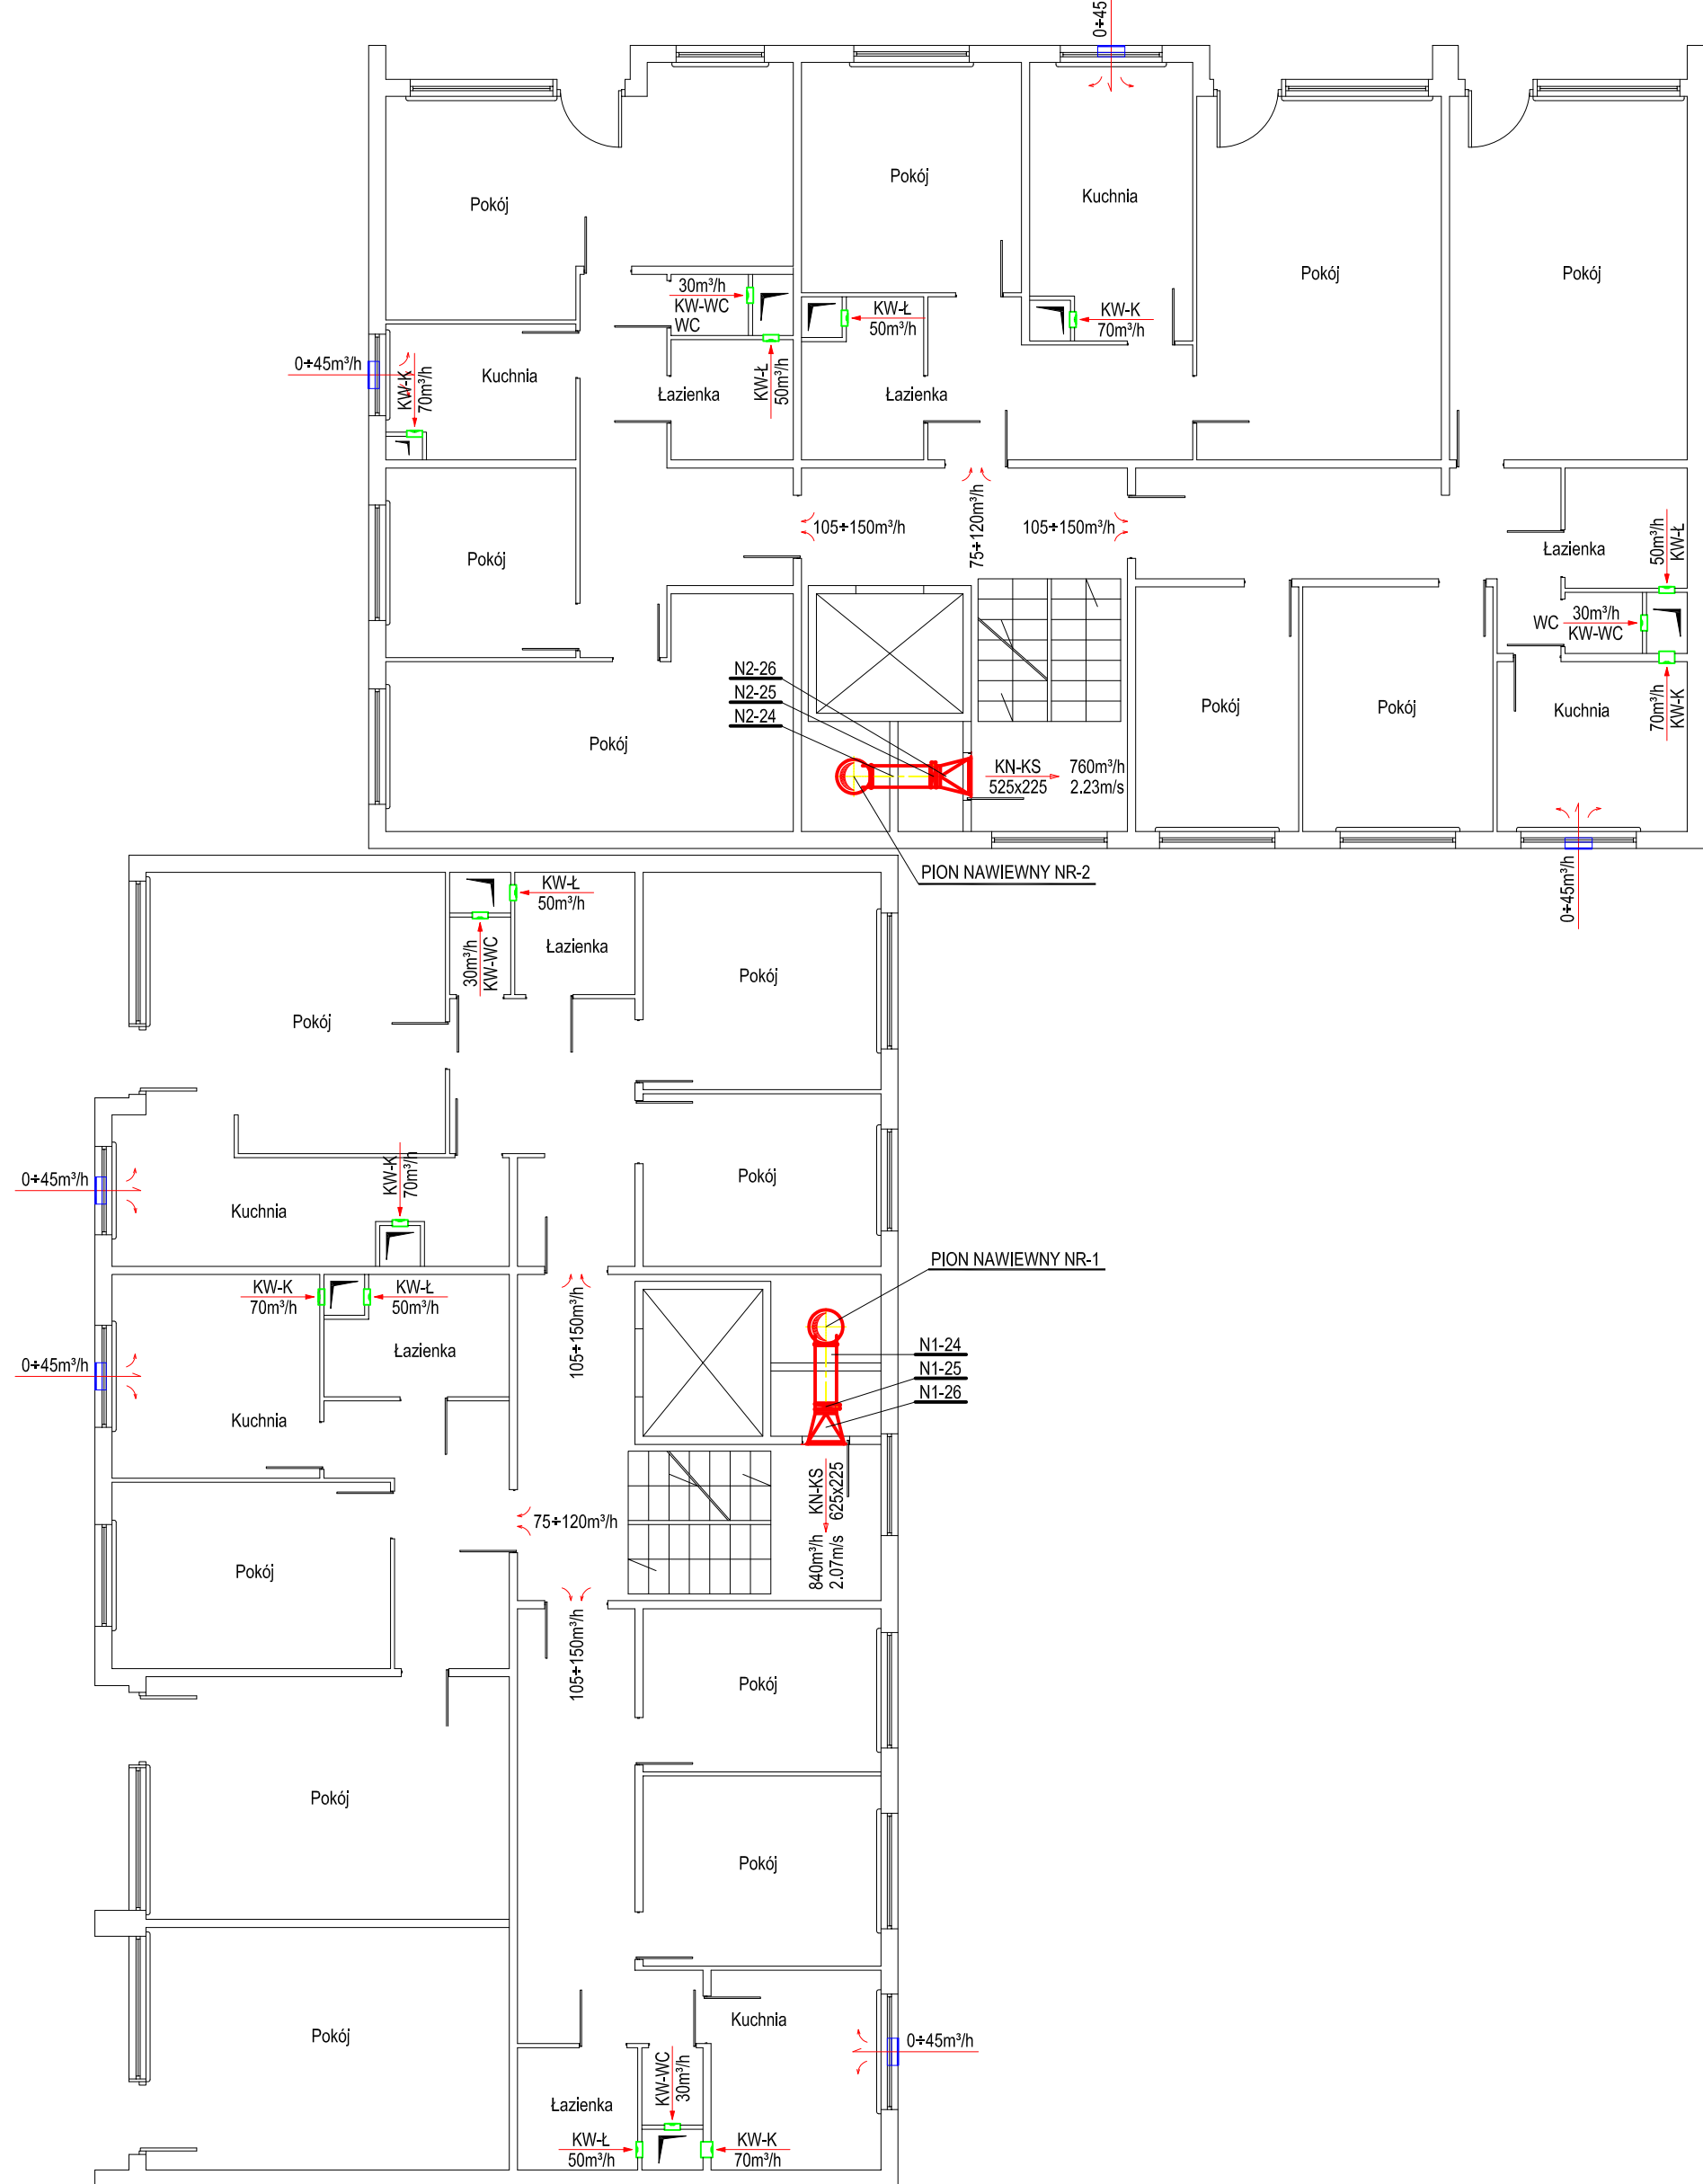 0÷45
Pokój
Pokój
Kuchnia
Pokój
Pokój
30m³/h
KW-WC
WC
KW-Ł
50m³/h
KW-K
70m³/h
0÷45m³/h
KW-K
70m³/h
Kuchnia
Łazienka
KW-Ł
50m³/h
Łazienka
105÷150m³/h
75÷120m³/h
105÷150m³/h
Pokój
Łazienka
50m³/h
KW-Ł
WC
30m³/h
KW-WC
N2-26
N2-25
N2-24
Pokój
Pokój
Pokój
Kuchnia
70m³/h
KW-K
KN-KS
525x225
760m³/h
2.23m/s
PION NAWIEWNY NR-2
0÷45m³/h
KW-Ł
50m³/h
30m³/h
KW-WC
Łazienka
Pokój
Pokój
KW-K
70m³/h
0÷45m³/h
Kuchnia
Pokój
PION NAWIEWNY NR-1
KW-K
70m³/h
KW-Ł
50m³/h
105÷150m³/h
Łazienka
0÷45m³/h
Kuchnia
N1-24
N1-25
N1-26
KN-KS
625x225
840m³/h
2.07m/s
75÷120m³/h
Pokój
105÷150m³/h
Pokój
Pokój
Pokój
Pokój
Kuchnia
0÷45m³/h
KW-WC
30m³/h
Łazienka
KW-Ł
50m³/h
KW-K
70m³/h